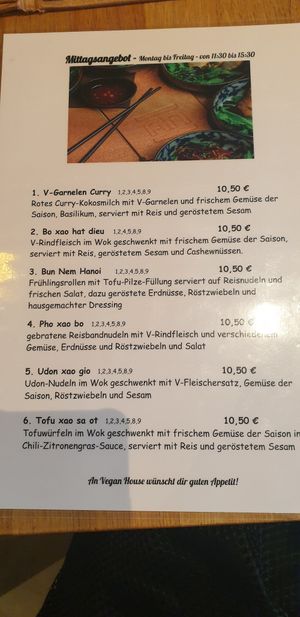 Mittagsangebot - Montag bis Freitag - von 11:30 bis 15:30
1. V-Garnelen Curry 1,2,3,4,5,8,9 10,50 €
Rotes Curry-Kokosmilch mit V-Garnelen und frischem Gemüse der
Saison, Basilikum, serviert mit Reis und geröstetem Sesam
2. Bo xao hat dieu 1,2,3,4,5,8,9 10,50 €
V-Rindfleisch im Wok geschwenkt mit frischem Gemüse der Saison,
serviert mit Reis, geröstetem Sesam und Cashewnüssen.
3. Bun Nem Hanoi 1,2,3,4,5,8,9 10,50 €
Frühlingsrollen mit Tofu-Pilze-Füllung serviert auf Reisnudeln und
frischen Salat, dazu geröstete Erdnüsse, Röstzwiebeln und
hausgemachter Dressing
4. Pho xao bo 1,2,3,4,5,8,9 10,50 €
gebratene Reisbandnudeln mit V-Rindfleisch und verschiedenem
Gemüse, Erdnüsse und Röstzwiebeln und Salat
5. Udon xao gio 1,2,3,4,5,8,9 10,50 €
Udon-Nudeln im Wok geschwenkt mit V-Fleischersatz, Gemüse der
Saison, Röstzwiebeln und Sesam
6. Tofu xao sa ot 1,2,3,4,5,8,9 10,50 €
Tofuwürfeln im Wok geschwenkt mit frischem Gemüse der Saison in
Chili-Zitronengras-Sauce, serviert mit Reis und geröstetem Sesam
An Vegan House wünschl dir guten Appetit!